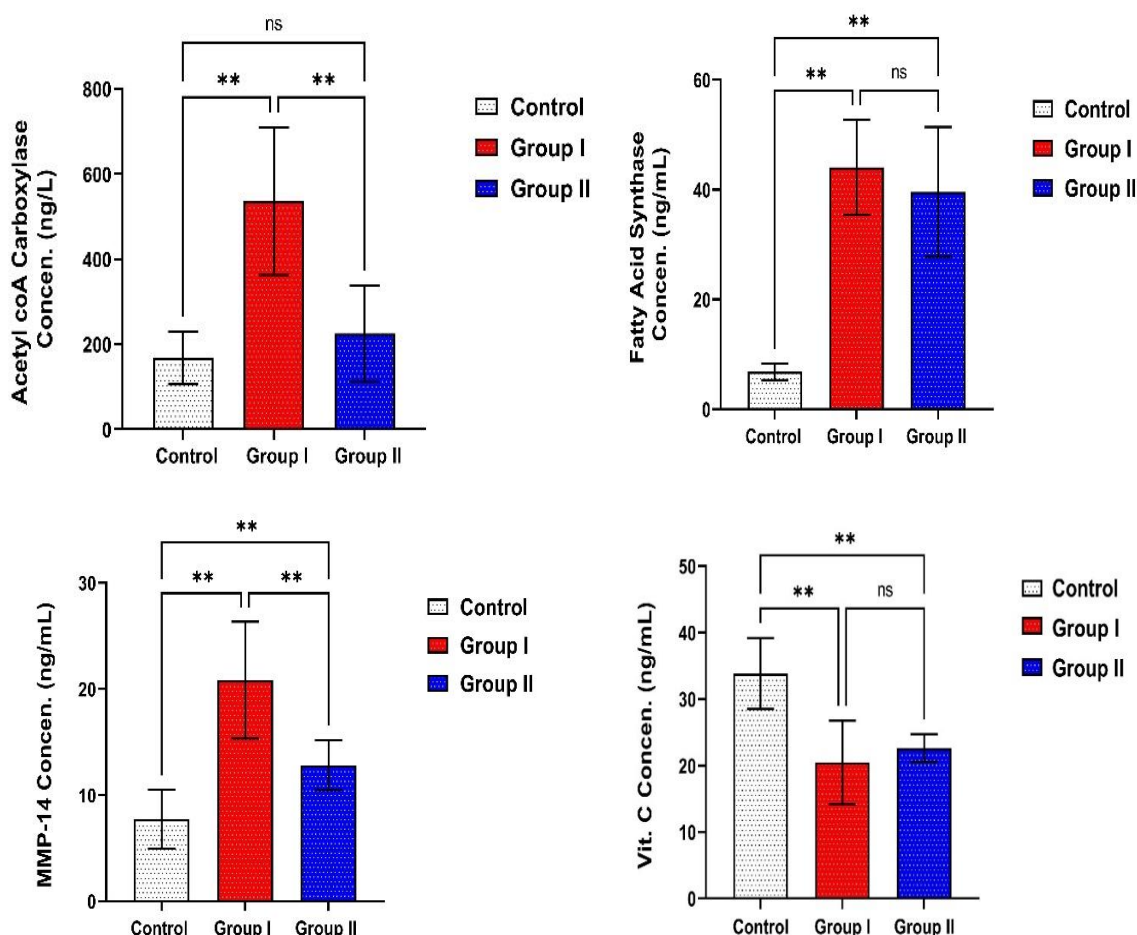 ns
** **
800
600
400
200
0
Acetyl coA Carboxylase
Concen. (ng/L)
Control Group I Group II
Control
Group I
Group II
**
** ns
60
40
20
0
Fatty Acid Synthase
Concen. (ng/mL)
Control Group I Group II
Control
Group I
Group II
**
** **
30
20
10
0
MMP-14 Concen. (ng/mL)
Control Group I Group II
Control
Group I
Group II
**
** ns
50
40
30
20
10
0
Vit. C Concen. (ng/mL)
Control Group I Group II
Control
Group I
Group II